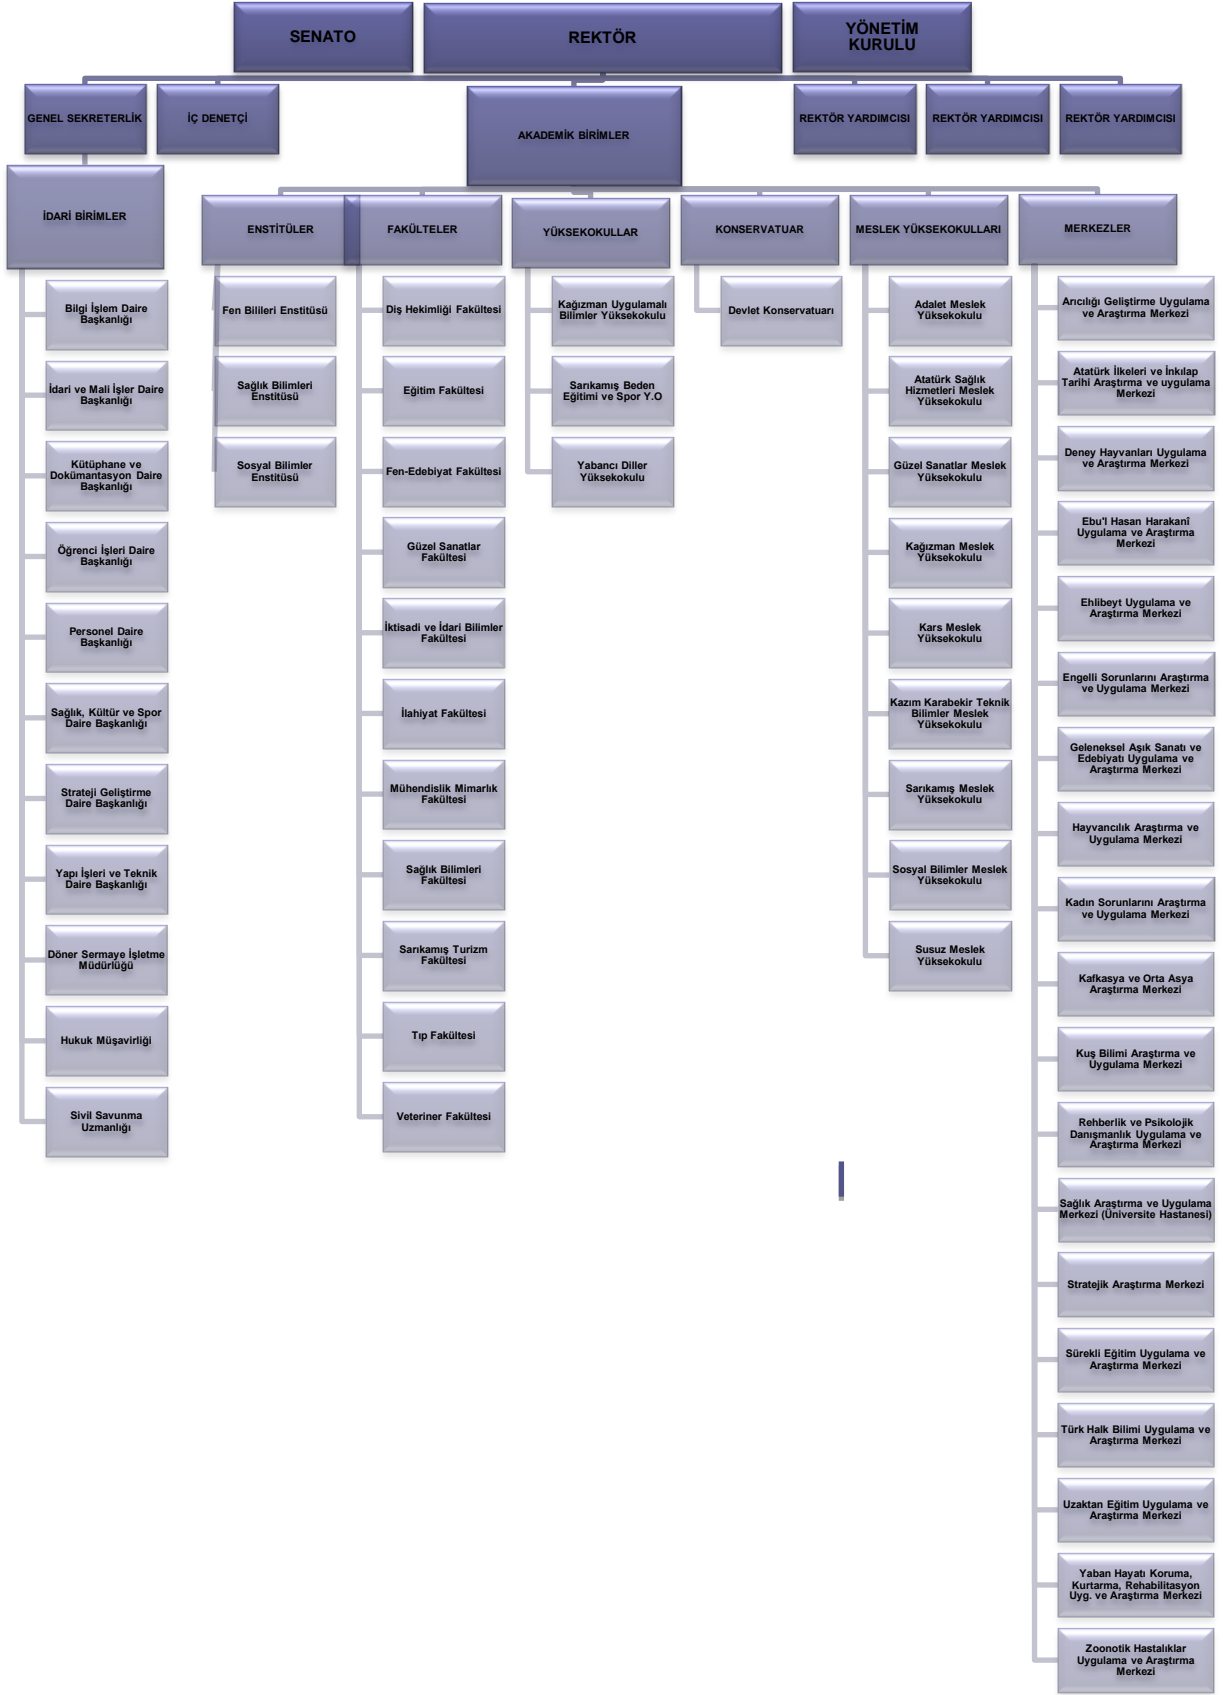 SENATO
REKTÖR
YÖNETİM
KURULU
GENEL SEKRETERLİK
İÇ DENETÇİ
AKADEMİK BİRİMLER
REKTÖR YARDIMCISI
REKTÖR YARDIMCISI
REKTÖR YARDIMCISI
İDARİ BİRİMLER
Bilgi İşlem Daire
Başkanlığı
İdari ve Mali İşler Daire
Başkanlığı
Kütüphane ve
Dokümantasyon Daire
Başkanlığı
Öğrenci İşleri Daire
Başkanlığı
Personel Daire
Başkanlığı
Sağlık, Kültür ve Spor
Daire Başkanlığı
Strateji Geliştirme
Daire Başkanlığı
Yapı İşleri ve Teknik
Daire Başkanlığı
Döner Sermaye İşletme
Müdürlüğü
Hukuk Müşavirliği
Sivil Savunma
Uzmanlığı
ENSTİTÜLER
Fen Bilileri Enstitüsü
Sağlık Bilimleri
Enstitüsü
Sosyal Bilimler
Enstitüsü
FAKÜLTELER
Diş Hekimliği Fakültesi
Eğitim Fakültesi
Fen-Edebiyat Fakültesi
Güzel Sanatlar
Fakültesi
İktisadi ve İdari Bilimler
Fakültesi
İlahiyat Fakültesi
Mühendislik Mimarlık
Fakültesi
Sağlık Bilimleri
Fakültesi
Sarıkamış Turizm
Fakültesi
Tıp Fakültesi
Veteriner Fakültesi
YÜKSEKOKULLAR
Kağızman Uygulamalı
Bilimler Yüksekokulu
Sarıkamış Beden
Eğitimi ve Spor Y.O
Yabancı Diller
Yüksekokulu
KONSERVATUAR
Devlet Konservatuarı
MESLEK YÜKSEKOKULLARI
Adalet Meslek
Yüksekokulu
Atatürk Sağlık
Hizmetleri Meslek
Yüksekokulu
Güzel Sanatlar Meslek
Yüksekokulu
Kağızman Meslek
Yüksekokulu
Kars Meslek
Yüksekokulu
Kazım Karabekir Teknik
Bilimler Meslek
Yüksekokulu
Sarıkamış Meslek
Yüksekokulu
Sosyal Bilimler Meslek
Yüksekokulu
Susuz Meslek
Yüksekokulu
MERKEZLER
Arıcılığı Geliştirme Uygulama
ve Araştırma Merkezi
Atatürk İlkeleri ve İnkılap
Tarihi Araştırma ve uygulama
Merkezi
Deney Hayvanları Uygulama
ve Araştırma Merkezi
Ebu'l Hasan Harakanî
Uygulama ve Araştırma
Merkezi
Ehlibeyt Uygulama ve
Araştırma Merkezi
Engelli Sorunlarını Araştırma
ve Uygulama Merkezi
Geleneksel Aşık Sanatı ve
Edebiyatı Uygulama ve
Araştırma Merkezi
Hayvancılık Araştırma ve
Uygulama Merkezi
Kadın Sorunlarını Araştırma
ve Uygulama Merkezi
Kafkasya ve Orta Asya
Araştırma Merkezi
Kuş Bilimi Araştırma ve
Uygulama Merkezi
Rehberlik ve Psikolojik
Danışmanlık Uygulama ve
Araştırma Merkezi
Sağlık Araştırma ve Uygulama
Merkezi (Üniversite Hastanesi)
Stratejik Araştırma Merkezi
Sürekli Eğitim Uygulama ve
Araştırma Merkezi
Türk Halk Bilimi Uygulama ve
Araştırma Merkezi
Uzaktan Eğitim Uygulama ve
Araştırma Merkezi
Yaban Hayatı Koruma,
Kurtarma, Rehabilitasyon
Uyg. ve Araştırma Merkezi
Zoonotik Hastalıklar
Uygulama ve Araştırma
Merkezi